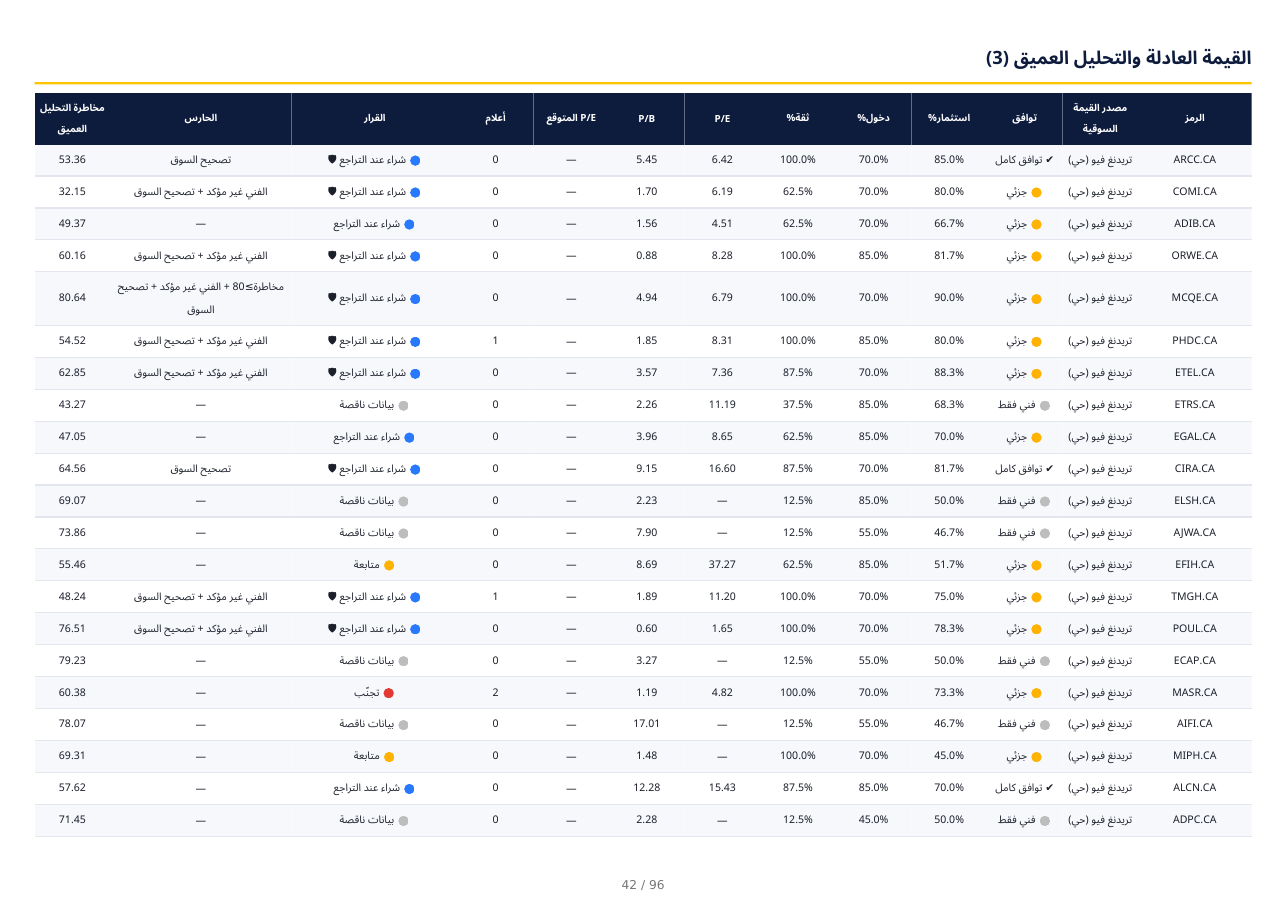 القيمة العادلة والتحليل العميق (3)
الرمز | مصدر القيمة السوقية | توافق | استثمار% | دخول% | ثقة% | P/E | P/B | P/E المتوقع | أعلام | القرار | الحارس | مخاطرة التحليل العميق
ARCC.CA | تريدنغ فيو (حي) | ✔ توافق كامل | 85.0% | 70.0% | 100.0% | 6.42 | 5.45 | — | 0 | شراء عند التراجع | تصحيح السوق | 53.36
COMI.CA | تريدنغ فيو (حي) | جزئي | 80.0% | 70.0% | 62.5% | 6.19 | 1.70 | — | 0 | شراء عند التراجع | الفني غير مؤكد + تصحيح السوق | 32.15
ADIB.CA | تريدنغ فيو (حي) | جزئي | 66.7% | 70.0% | 62.5% | 4.51 | 1.56 | — | 0 | شراء عند التراجع | — | 49.37
ORWE.CA | تريدنغ فيو (حي) | جزئي | 81.7% | 85.0% | 100.0% | 8.28 | 0.88 | — | 0 | شراء عند التراجع | الفني غير مؤكد + تصحيح السوق | 60.16
MCQE.CA | تريدنغ فيو (حي) | جزئي | 90.0% | 70.0% | 100.0% | 6.79 | 4.94 | — | 0 | شراء عند التراجع | مخاطرة≥80 + الفني غير مؤكد + تصحيح السوق | 80.64
PHDC.CA | تريدنغ فيو (حي) | جزئي | 80.0% | 85.0% | 100.0% | 8.31 | 1.85 | — | 1 | شراء عند التراجع | الفني غير مؤكد + تصحيح السوق | 54.52
ETEL.CA | تريدنغ فيو (حي) | جزئي | 88.3% | 70.0% | 87.5% | 7.36 | 3.57 | — | 0 | شراء عند التراجع | الفني غير مؤكد + تصحيح السوق | 62.85
ETRS.CA | تريدنغ فيو (حي) | فني فقط | 68.3% | 85.0% | 37.5% | 11.19 | 2.26 | — | 0 | بيانات ناقصة | — | 43.27
EGAL.CA | تريدنغ فيو (حي) | جزئي | 70.0% | 85.0% | 62.5% | 8.65 | 3.96 | — | 0 | شراء عند التراجع | — | 47.05
CIRA.CA | تريدنغ فيو (حي) | ✔ توافق كامل | 81.7% | 70.0% | 87.5% | 16.60 | 9.15 | — | 0 | شراء عند التراجع | تصحيح السوق | 64.56
ELSH.CA | تريدنغ فيو (حي) | فني فقط | 50.0% | 85.0% | 12.5% | — | 2.23 | — | 0 | بيانات ناقصة | — | 69.07
AJWA.CA | تريدنغ فيو (حي) | فني فقط | 46.7% | 55.0% | 12.5% | — | 7.90 | — | 0 | بيانات ناقصة | — | 73.86
EFIH.CA | تريدنغ فيو (حي) | جزئي | 51.7% | 85.0% | 62.5% | 37.27 | 8.69 | — | 0 | متابعة | — | 55.46
TMGH.CA | تريدنغ فيو (حي) | جزئي | 75.0% | 70.0% | 100.0% | 11.20 | 1.89 | — | 1 | شراء عند التراجع | الفني غير مؤكد + تصحيح السوق | 48.24
POUL.CA | تريدنغ فيو (حي) | جزئي | 78.3% | 70.0% | 100.0% | 1.65 | 0.60 | — | 0 | شراء عند التراجع | الفني غير مؤكد + تصحيح السوق | 76.51
ECAP.CA | تريدنغ فيو (حي) | فني فقط | 50.0% | 55.0% | 12.5% | — | 3.27 | — | 0 | بيانات ناقصة | — | 79.23
MASR.CA | تريدنغ فيو (حي) | جزئي | 73.3% | 70.0% | 100.0% | 4.82 | 1.19 | — | 2 | تجنّب | — | 60.38
AIFI.CA | تريدنغ فيو (حي) | فني فقط | 46.7% | 55.0% | 12.5% | — | 17.01 | — | 0 | بيانات ناقصة | — | 78.07
MIPH.CA | تريدنغ فيو (حي) | جزئي | 45.0% | 70.0% | 100.0% | — | 1.48 | — | 0 | متابعة | — | 69.31
ALCN.CA | تريدنغ فيو (حي) | ✔ توافق كامل | 70.0% | 85.0% | 87.5% | 15.43 | 12.28 | — | 0 | شراء عند التراجع | — | 57.62
ADPC.CA | تريدنغ فيو (حي) | فني فقط | 50.0% | 45.0% | 12.5% | — | 2.28 | — | 0 | بيانات ناقصة | — | 71.45
42 / 96